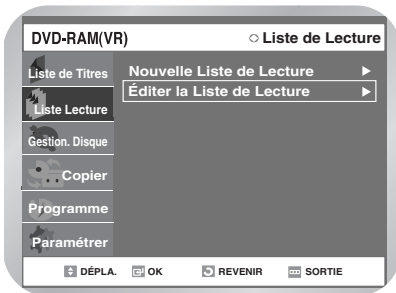 DVD-RAM(VR) Liste de Lecture
Liste de Titres
Nouvelle Liste de Lecture
Éditer la Liste de Lecture
Liste Lecture
Gestion. Disque
Copier
Programme
Paramétrer
DÉPLA. OK REVENIR SORTIE